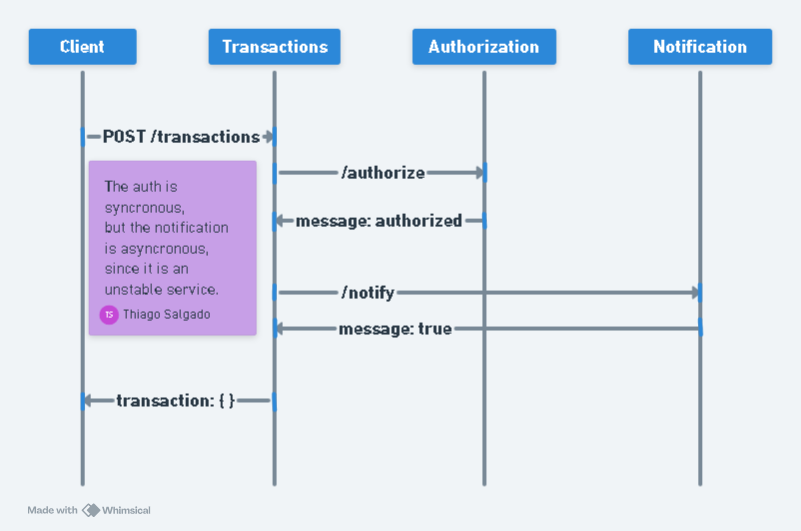 Client
Transactions
Authorization
Notification
POST /transactions
/authorize
The auth is
syncronous,
but the notification
is asyncronous,
since it is an
unstable service.
TS Thiago Salgado
message: authorized
/notify
message: true
transaction: { }
Made with Whimsical